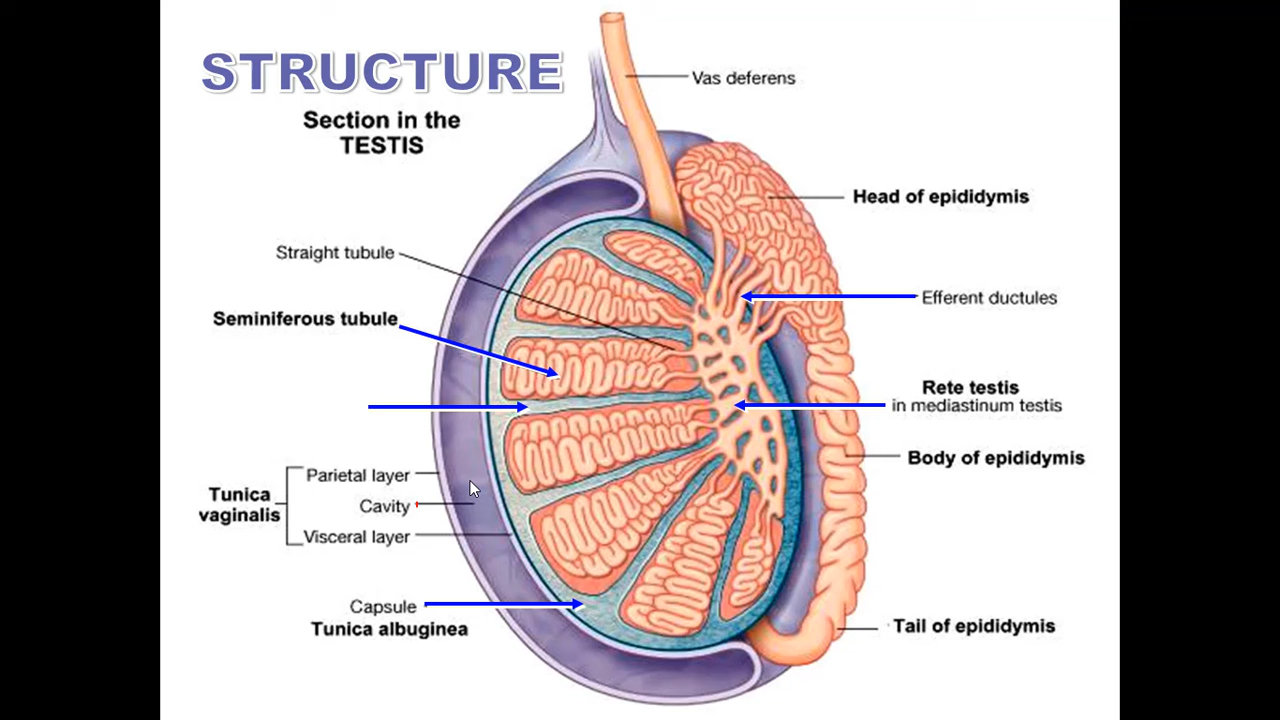 STRUCTURE
Section in the
TESTIS
Vas deferens
Head of epididymis
Straight tubule
Efferent ductules
Seminiferous tubule
Rete testis
in mediastinum testis
Body of epididymis
Parietal layer
Tunica
vaginalis
Cavity
Visceral layer
Capsule
Tunica albuginea
Tail of epididymis